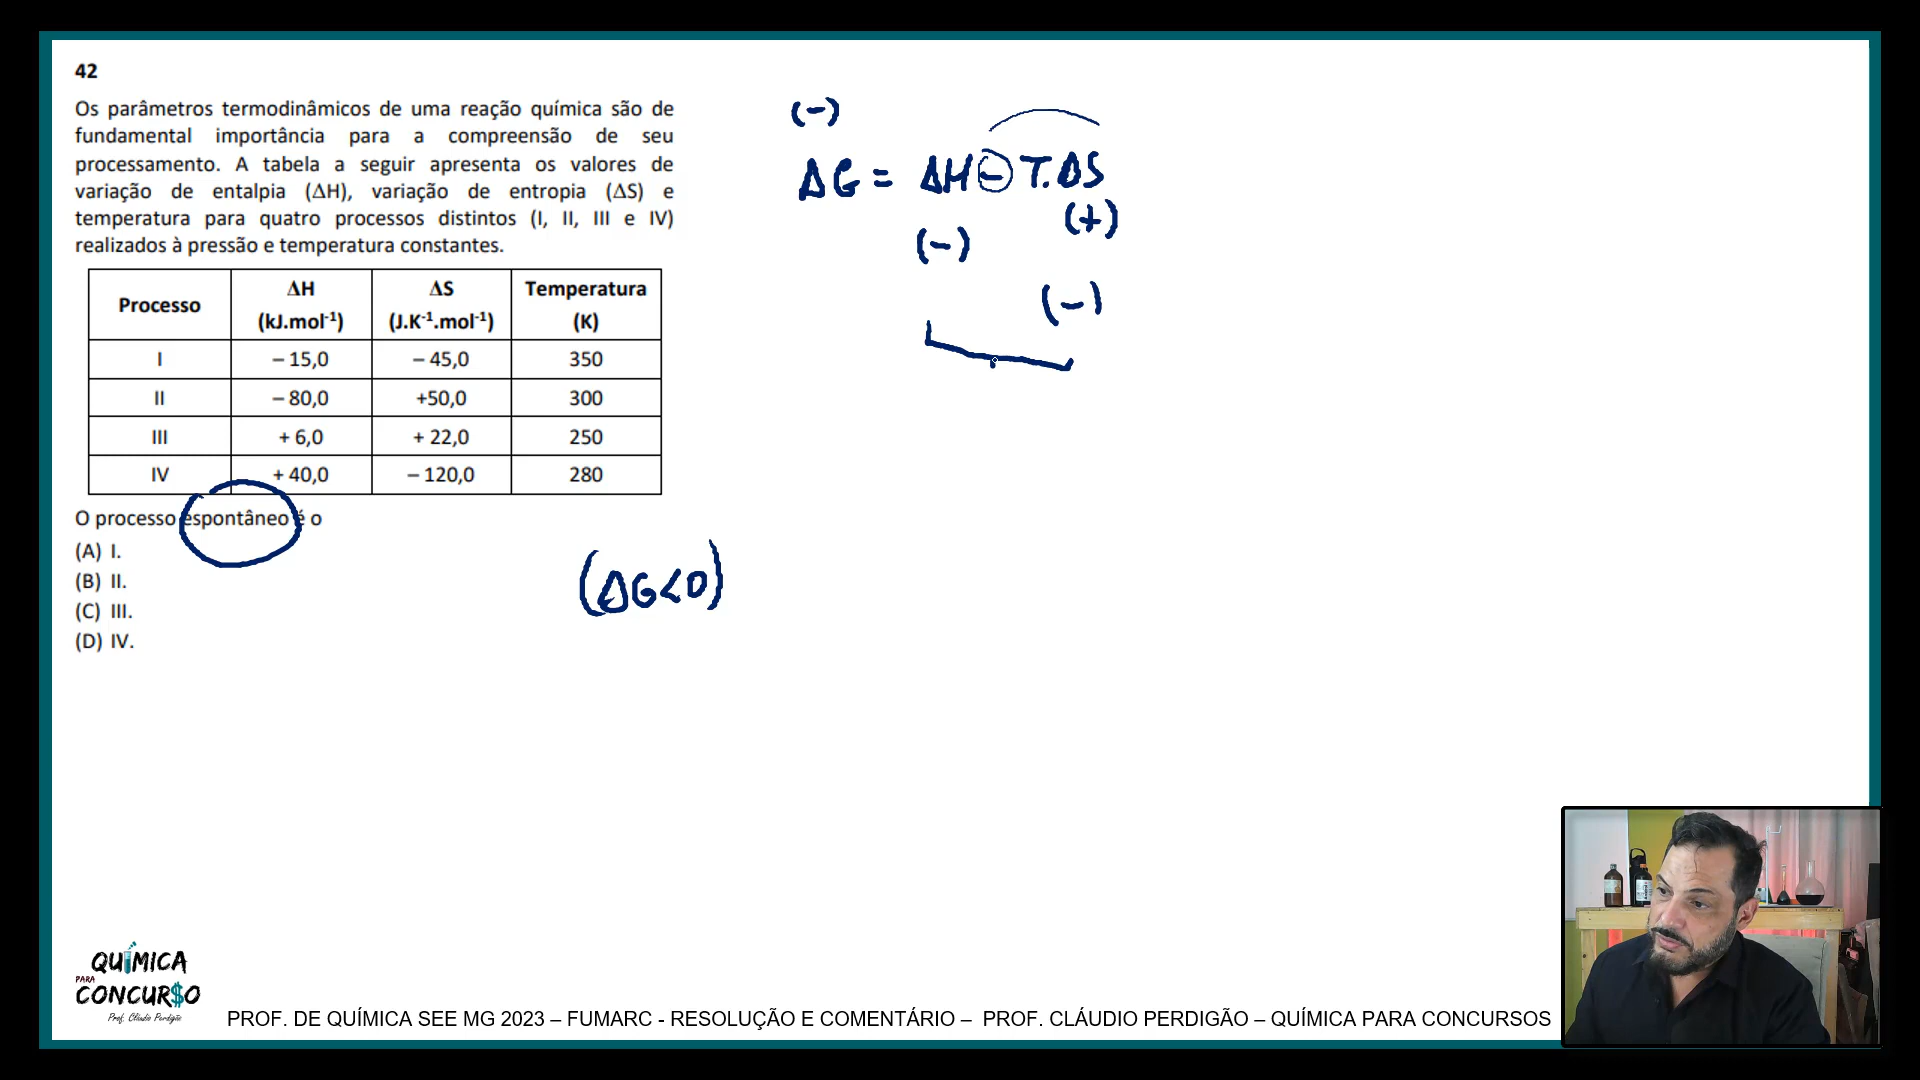 42
Os parâmetros termodinâmicos de uma reação química são de
fundamental importância para a compreensão de seu
processamento. A tabela a seguir apresenta os valores de
variação de entalpia (ΔH), variação de entropia (ΔS) e
temperatura para quatro processos distintos (I, II, III e IV)
realizados à pressão e temperatura constantes.
Processo ΔH (kJ.mol⁻¹) ΔS (J.K⁻¹.mol⁻¹) Temperatura (K)
I – 15,0 – 45,0 350
II – 80,0 +50,0 300
III + 6,0 + 22,0 250
IV + 40,0 – 120,0 280
O processo espontâneo é o
(A) I.
(B) II.
(C) III.
(D) IV.
(ΔG<0)
(-)
ΔG = ΔH - T.ΔS
(+)
(-)
(-)
QUÍMICA
PARA
CONCUR$O
Prof. Cláudio Perdigão
PROF. DE QUÍMICA SEE MG 2023 – FUMARC - RESOLUÇÃO E COMENTÁRIO – PROF. CLÁUDIO PERDIGÃO – QUÍMICA PARA CONCURSOS